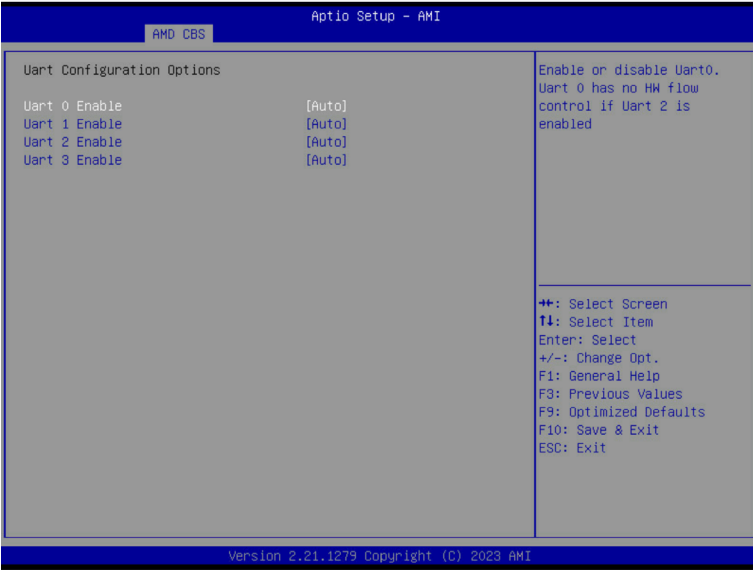 Aptio Setup – AMI
AMD CBS
Uart Configuration Options
Uart 0 Enable [Auto]
Uart 1 Enable [Auto]
Uart 2 Enable [Auto]
Uart 3 Enable [Auto]
Enable or disable Uart0.
Uart 0 has no HW flow
control if Uart 2 is
enabled
→←: Select Screen
↑↓: Select Item
Enter: Select
+/-: Change Opt.
F1: General Help
F3: Previous Values
F9: Optimized Defaults
F10: Save & Exit
ESC: Exit
Version 2.21.1279 Copyright (C) 2023 AMI